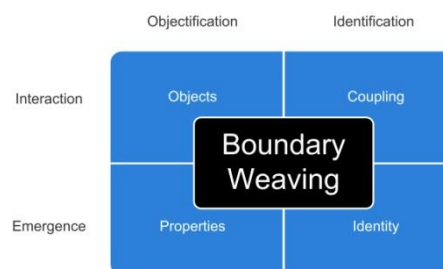 Objectification Identification
Interaction Objects Coupling
Boundary
Weaving
Emergence Properties Identity